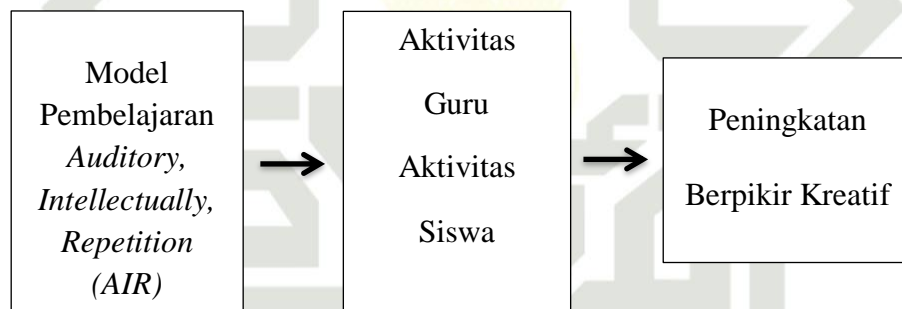 Model
Pembelajaran
Auditory,
Intellectually,
Repetition
(AIR)
Aktivitas
Guru
Aktivitas
Siswa
Peningkatan
Berpikir Kreatif